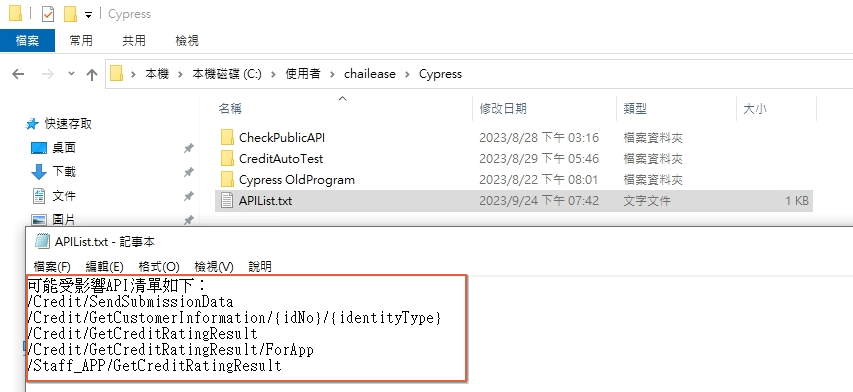 Cypress
檔案 常用 共用 檢視
本機 本機磁碟 (C:) 使用者 chailease Cypress
名稱 修改日期 類型 大小
快速存取
桌面
下載
文件
圖片
CheckPublicAPI 2023/8/28 下午 03:16 檔案資料夾
CreditAutoTest 2023/8/29 下午 05:46 檔案資料夾
Cypress OldProgram 2023/8/22 下午 08:01 檔案資料夾
APIList.txt 2023/9/24 下午 07:42 文字文件 1 KB
APIList.txt - 記事本
檔案(F) 編輯(E) 格式(O) 檢視(V) 說明
可能受影響API清單如下：
/Credit/SendSubmissionData
/Credit/GetCustomerInformation/{idNo}/{identityType}
/Credit/GetCreditRatingResult
/Credit/GetCreditRatingResult/ForApp
/Staff_APP/GetCreditRatingResult